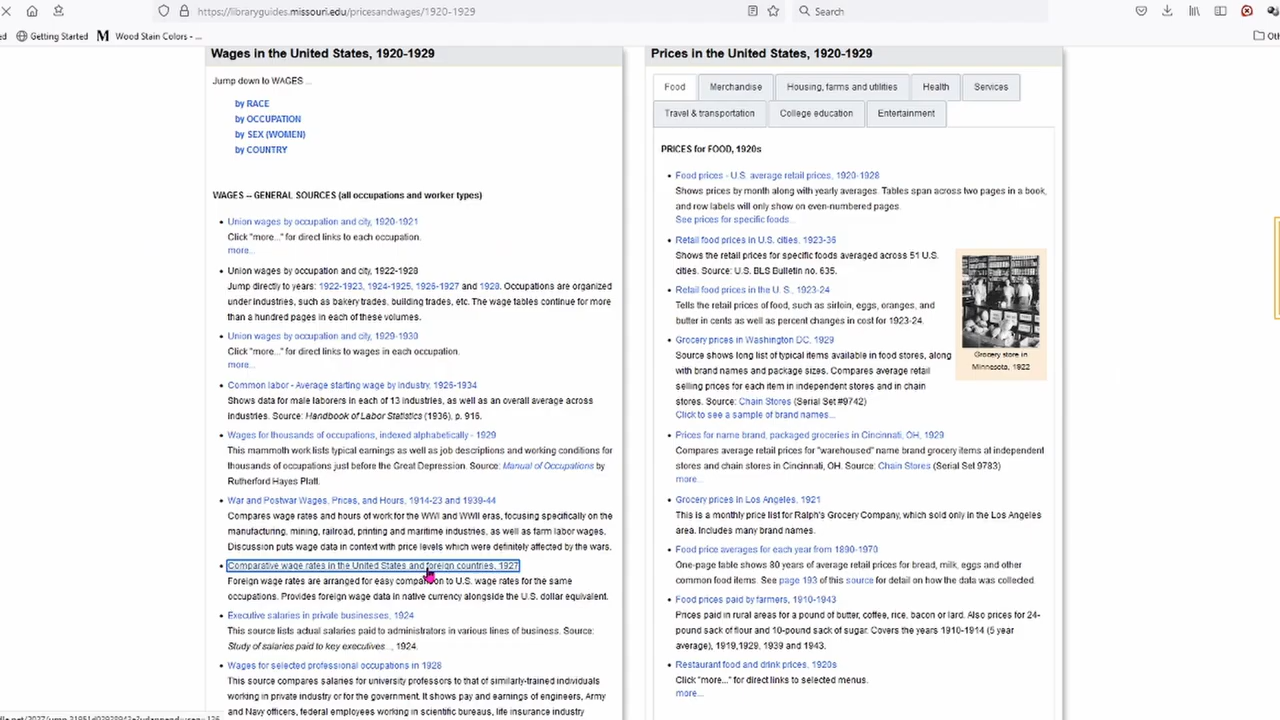 https://libraryguides.missouri.edu/pricesandwages/1920-1929
Search
Getting Started
M Wood Stain Colors - ...
Wages in the United States, 1920-1929
Jump down to WAGES ...
by RACE
by OCCUPATION
by SEX (WOMEN)
by COUNTRY
WAGES -- GENERAL SOURCES (all occupations and worker types)
Union wages by occupation and city, 1920-1921
Click "more..." for direct links to each occupation.
more...
Union wages by occupation and city, 1922-1928
Jump directly to years: 1922-1923, 1924-1925, 1926-1927 and 1928. Occupations are organized
under industries, such as bakery trades, building trades, etc. The wage tables continue for more
than a hundred pages in each of these volumes.
Union wages by occupation and city, 1929-1930
Click "more..." for direct links to wages in each occupation.
more...
Common labor - Average starting wage by industry, 1926-1934
Shows data for male laborers in each of 13 industries, as well as an overall average across
industries. Source: Handbook of Labor Statistics (1936), p. 916.
Wages for thousands of occupations, indexed alphabetically - 1929
This mammoth work lists typical earnings as well as job descriptions and working conditions for
thousands of occupations just before the Great Depression. Source: Manual of Occupations by
Rutherford Hayes Platt.
War and Postwar Wages, Prices, and Hours, 1914-23 and 1939-44
Compares wage rates and hours of work for the WWI and WWII eras, focusing specifically on the
manufacturing, mining, railroad, printing and maritime industries, as well as farm labor wages.
Discussion puts wage data in context with price levels which were definitely affected by the wars.
Comparative wage rates in the United States and foreign countries, 1927
Foreign wage rates are arranged for easy comparison to U.S. wage rates for the same
occupations. Provides foreign wage data in native currency alongside the U.S. dollar equivalent.
Executive salaries in private businesses, 1924
This source lists actual salaries paid to administrators in various lines of business. Source:
Study of salaries paid to key executives..., 1924.
Wages for selected professional occupations in 1928
This source compares salaries for university professors to that of similarly-trained individuals
working in private industry or for the government. It shows pay and earnings of engineers, Army
and Navy officers, federal employees working in scientific bureaus, life insurance industry
Prices in the United States, 1920-1929
Food Merchandise Housing, farms and utilities Health Services
Travel & transportation College education Entertainment
PRICES for FOOD, 1920s
Food prices - U.S. average retail prices, 1920-1928
Shows prices by month along with yearly averages. Tables span across two pages in a book,
and row labels will only show on even-numbered pages.
See prices for specific foods...
Retail food prices in U.S. cities, 1923-36
Shows the retail prices for specific foods averaged across 51 U.S.
cities. Source: U.S. BLS Bulletin no. 635.
Retail food prices in the U. S., 1923-24
Tells the retail prices of food, such as sirloin, eggs, oranges, and
butter in cents as well as percent changes in cost for 1923-24.
Grocery prices in Washington DC, 1929
Source shows long list of typical items available in food stores, along
with brand names and package sizes. Compares average retail
selling prices for each item in independent stores and in chain
stores. Source: Chain Stores (Serial Set #9742)
Click to see a sample of brand names...
Grocery store in
Minnesota, 1922
Prices for name brand, packaged groceries in Cincinnati, OH, 1929
Compares average retail prices for "warehoused" name brand grocery items at independent
stores and chain stores in Cincinnati, OH. Source: Chain Stores (Serial Set 9783)
more...
Grocery prices in Los Angeles, 1921
This is a monthly price list for Ralph's Grocery Company, which sold only in the Los Angeles
area. Includes many brand names.
Food price averages for each year from 1890-1970
One-page table shows 80 years of average retail prices for bread, milk, eggs and
other common food items. See page 193 of this source for detail on how the data was collected.
Food prices paid by farmers, 1910-1943
Prices paid in rural areas for a pound of butter, coffee, rice, bacon or lard. Also prices for 24-
pound sack of flour and 10-pound sack of sugar. Covers the years 1910-1914 (5 year
average), 1919,1929, 1939 and 1943.
Restaurant food and drink prices, 1920s
Click "more..." for direct links to selected menus.
more...